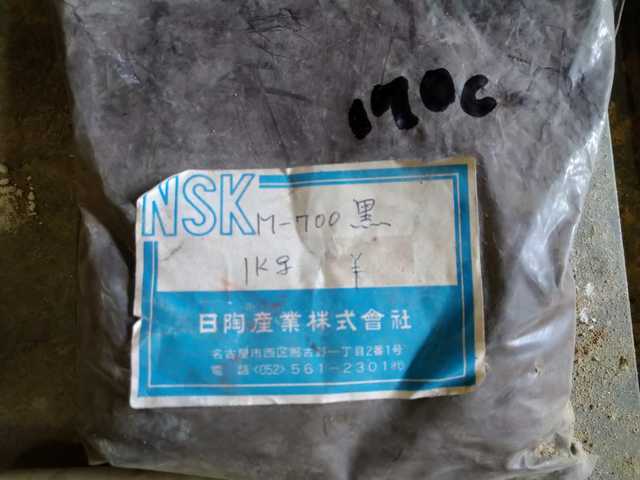 170c
NSK M-700 黒
1Kg ¥
日陶産業株式會社
名古屋市西区那古野一丁目2番1号
電話<052>561-2301㈹